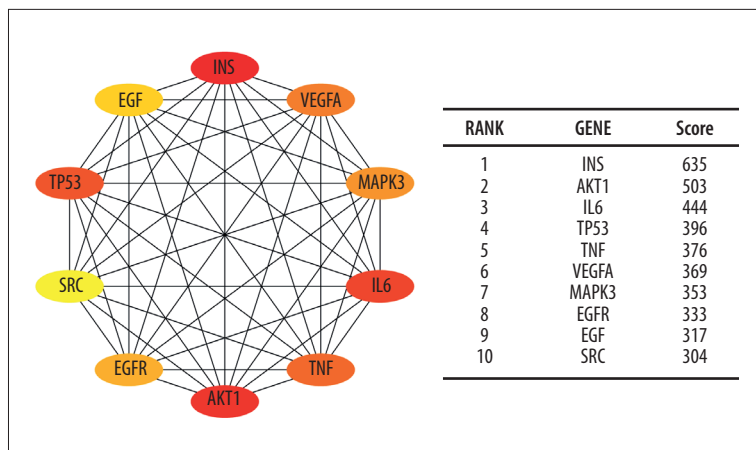 INS
EGF
VEGFA
TP53
MAPK3
SRC
IL6
EGFR
TNF
AKT1
RANK GENE Score
1 INS 635
2 AKT1 503
3 IL6 444
4 TP53 396
5 TNF 376
6 VEGFA 369
7 MAPK3 353
8 EGFR 333
9 EGF 317
10 SRC 304